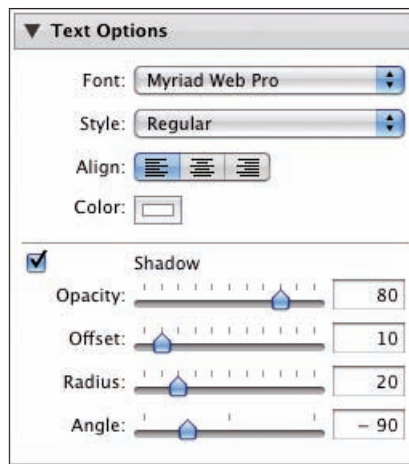 Text Options
Font: Myriad Web Pro
Style: Regular
Align:
Color:
Shadow
Opacity: 80
Offset: 10
Radius: 20
Angle: – 90